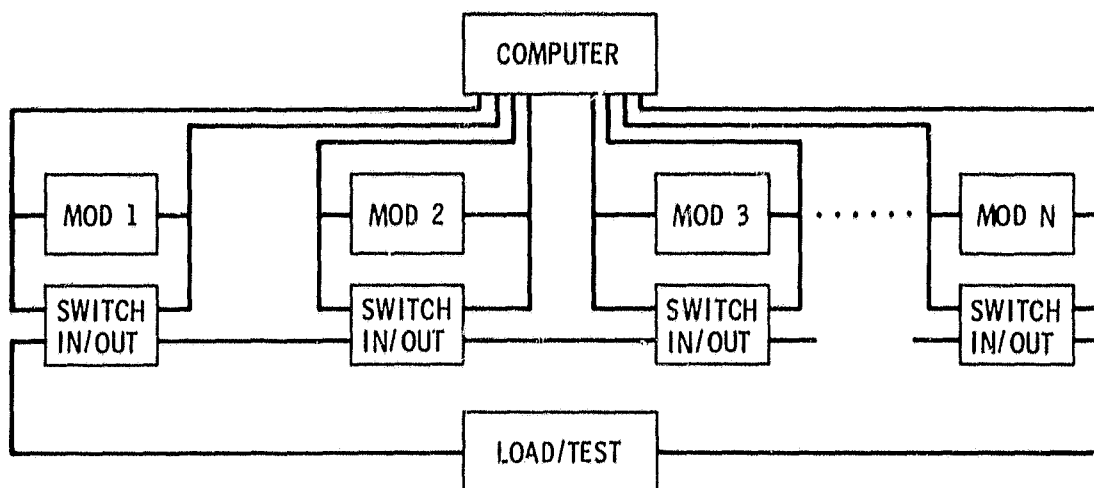 COMPUTER
MOD 1
MOD 2
MOD 3
. . . . . .
MOD N
SWITCH
IN/OUT
SWITCH
IN/OUT
SWITCH
IN/OUT
SWITCH
IN/OUT
LOAD/TEST